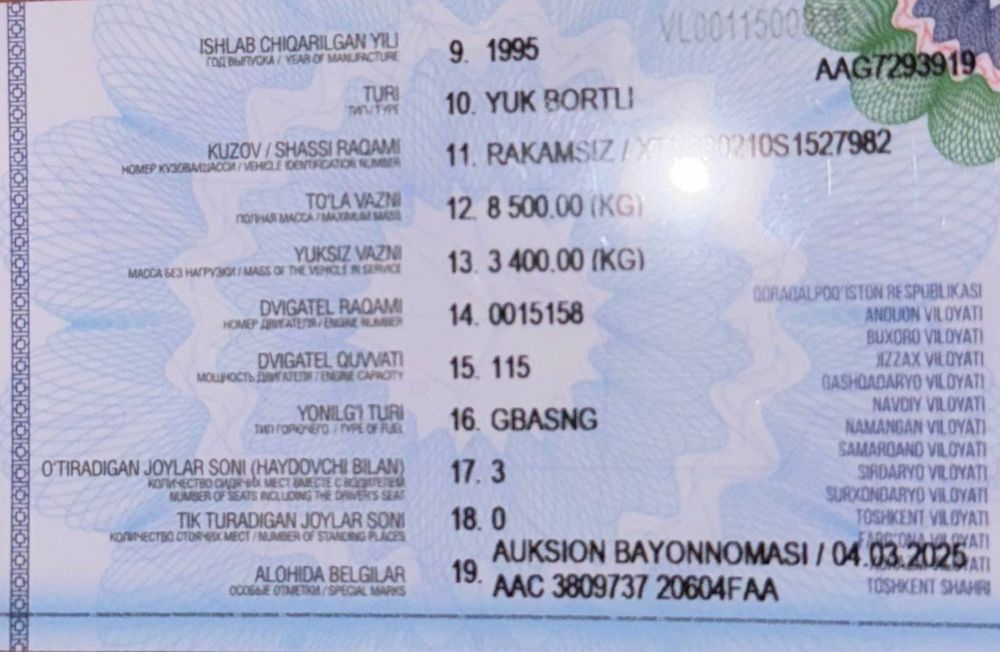 ISHLAB CHIQARILGAN YILI 9. 1995
ГОД ВЫПУСКА / YEAR OF MANUFACTURE
AAG7293919
TURI 10. YUK BORTLI
ТИП / TYPE
KUZOV / SHASSI RAQAMI 11. RAKAMSIZ /
НОМЕР КУЗОВА/ШАССИ / VEHICLE IDENTIFICATION NUMBER
TO'LA VAZNI 12. 8 500.00 (KG)
ПОЛНАЯ МАССА / MAXIMUM MASS
YUKSIZ VAZNI 13. 3 400.00 (KG)
МАССА БЕЗ НАГРУЗКИ / MASS OF THE VEHICLE IN SERVICE
DVIGATEL RAQAMI 14. 0015158
НОМЕР ДВИГАТЕЛЯ / ENGINE NUMBER
DVIGATEL QUVVATI 15. 115
МОЩНОСТЬ ДВИГАТЕЛЯ / ENGINE CAPACITY
YONILG'I TURI 16. GBASNG
ТИП ГОРЮЧЕГО / TYPE OF FUEL
O'TIRADIGAN JOYLAR SONI (HAYDOVCHI BILAN) 17. 3
КОЛИЧЕСТВО СИДЯЧИХ МЕСТ ВМЕСТЕ С ВОДИТЕЛЕМ
NUMBER OF SEATS INCLUDING THE DRIVER'S SEAT
TIK TURADIGAN JOYLAR SONI 18. 0
КОЛИЧЕСТВО СТОЯЧИХ МЕСТ / NUMBER OF STANDING PLACES
ALOHIDA BELGILAR 19. AUKSION BAYONNOMASI / 04.03.2025
ОСОБЫЕ ОТМЕТКИ / SPECIAL MARKS
AAC 3809737 20604FAA
QORAQALPOG'ISTON RESPUBLIKASI
ANDIJON VILOYATI
BUXORO VILOYATI
JIZZAX VILOYATI
QASHQADARYO VILOYATI
NAVOIY VILOYATI
NAMANGAN VILOYATI
SAMARQAND VILOYATI
SIRDARYO VILOYATI
SURXONDARYO VILOYATI
TOSHKENT VILOYATI
FARG'ONA VILOYATI
VILOYATI
TOSHKENT SHAHRI